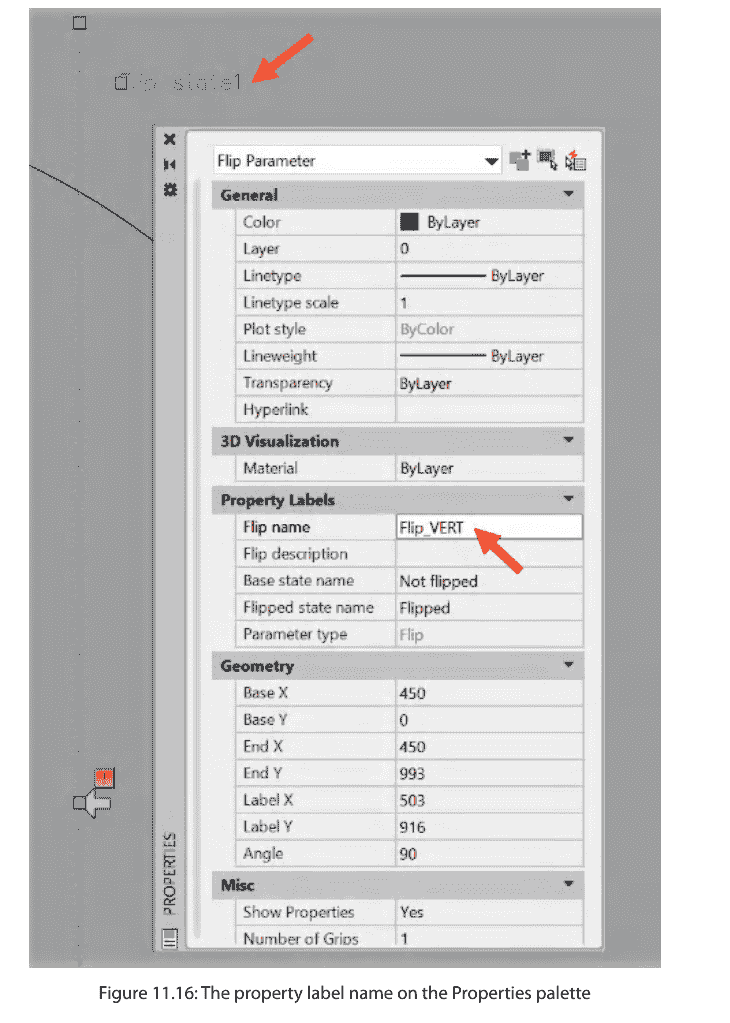 Flip state1
Flip Parameter
General
Color ByLayer
Layer 0
Linetype ByLayer
Linetype scale 1
Plot style ByColor
Lineweight ByLayer
Transparency ByLayer
Hyperlink
3D Visualization
Material ByLayer
Property Labels
Flip name Flip_VERT
Flip description
Base state name Not flipped
Flipped state name Flipped
Parameter type Flip
Geometry
Base X 450
Base Y 0
End X 450
End Y 993
Label X 503
Label Y 916
Angle 90
Misc
Show Properties Yes
Number of Grips 1
PROPERTIES
Figure 11.16: The property label name on the Properties palette